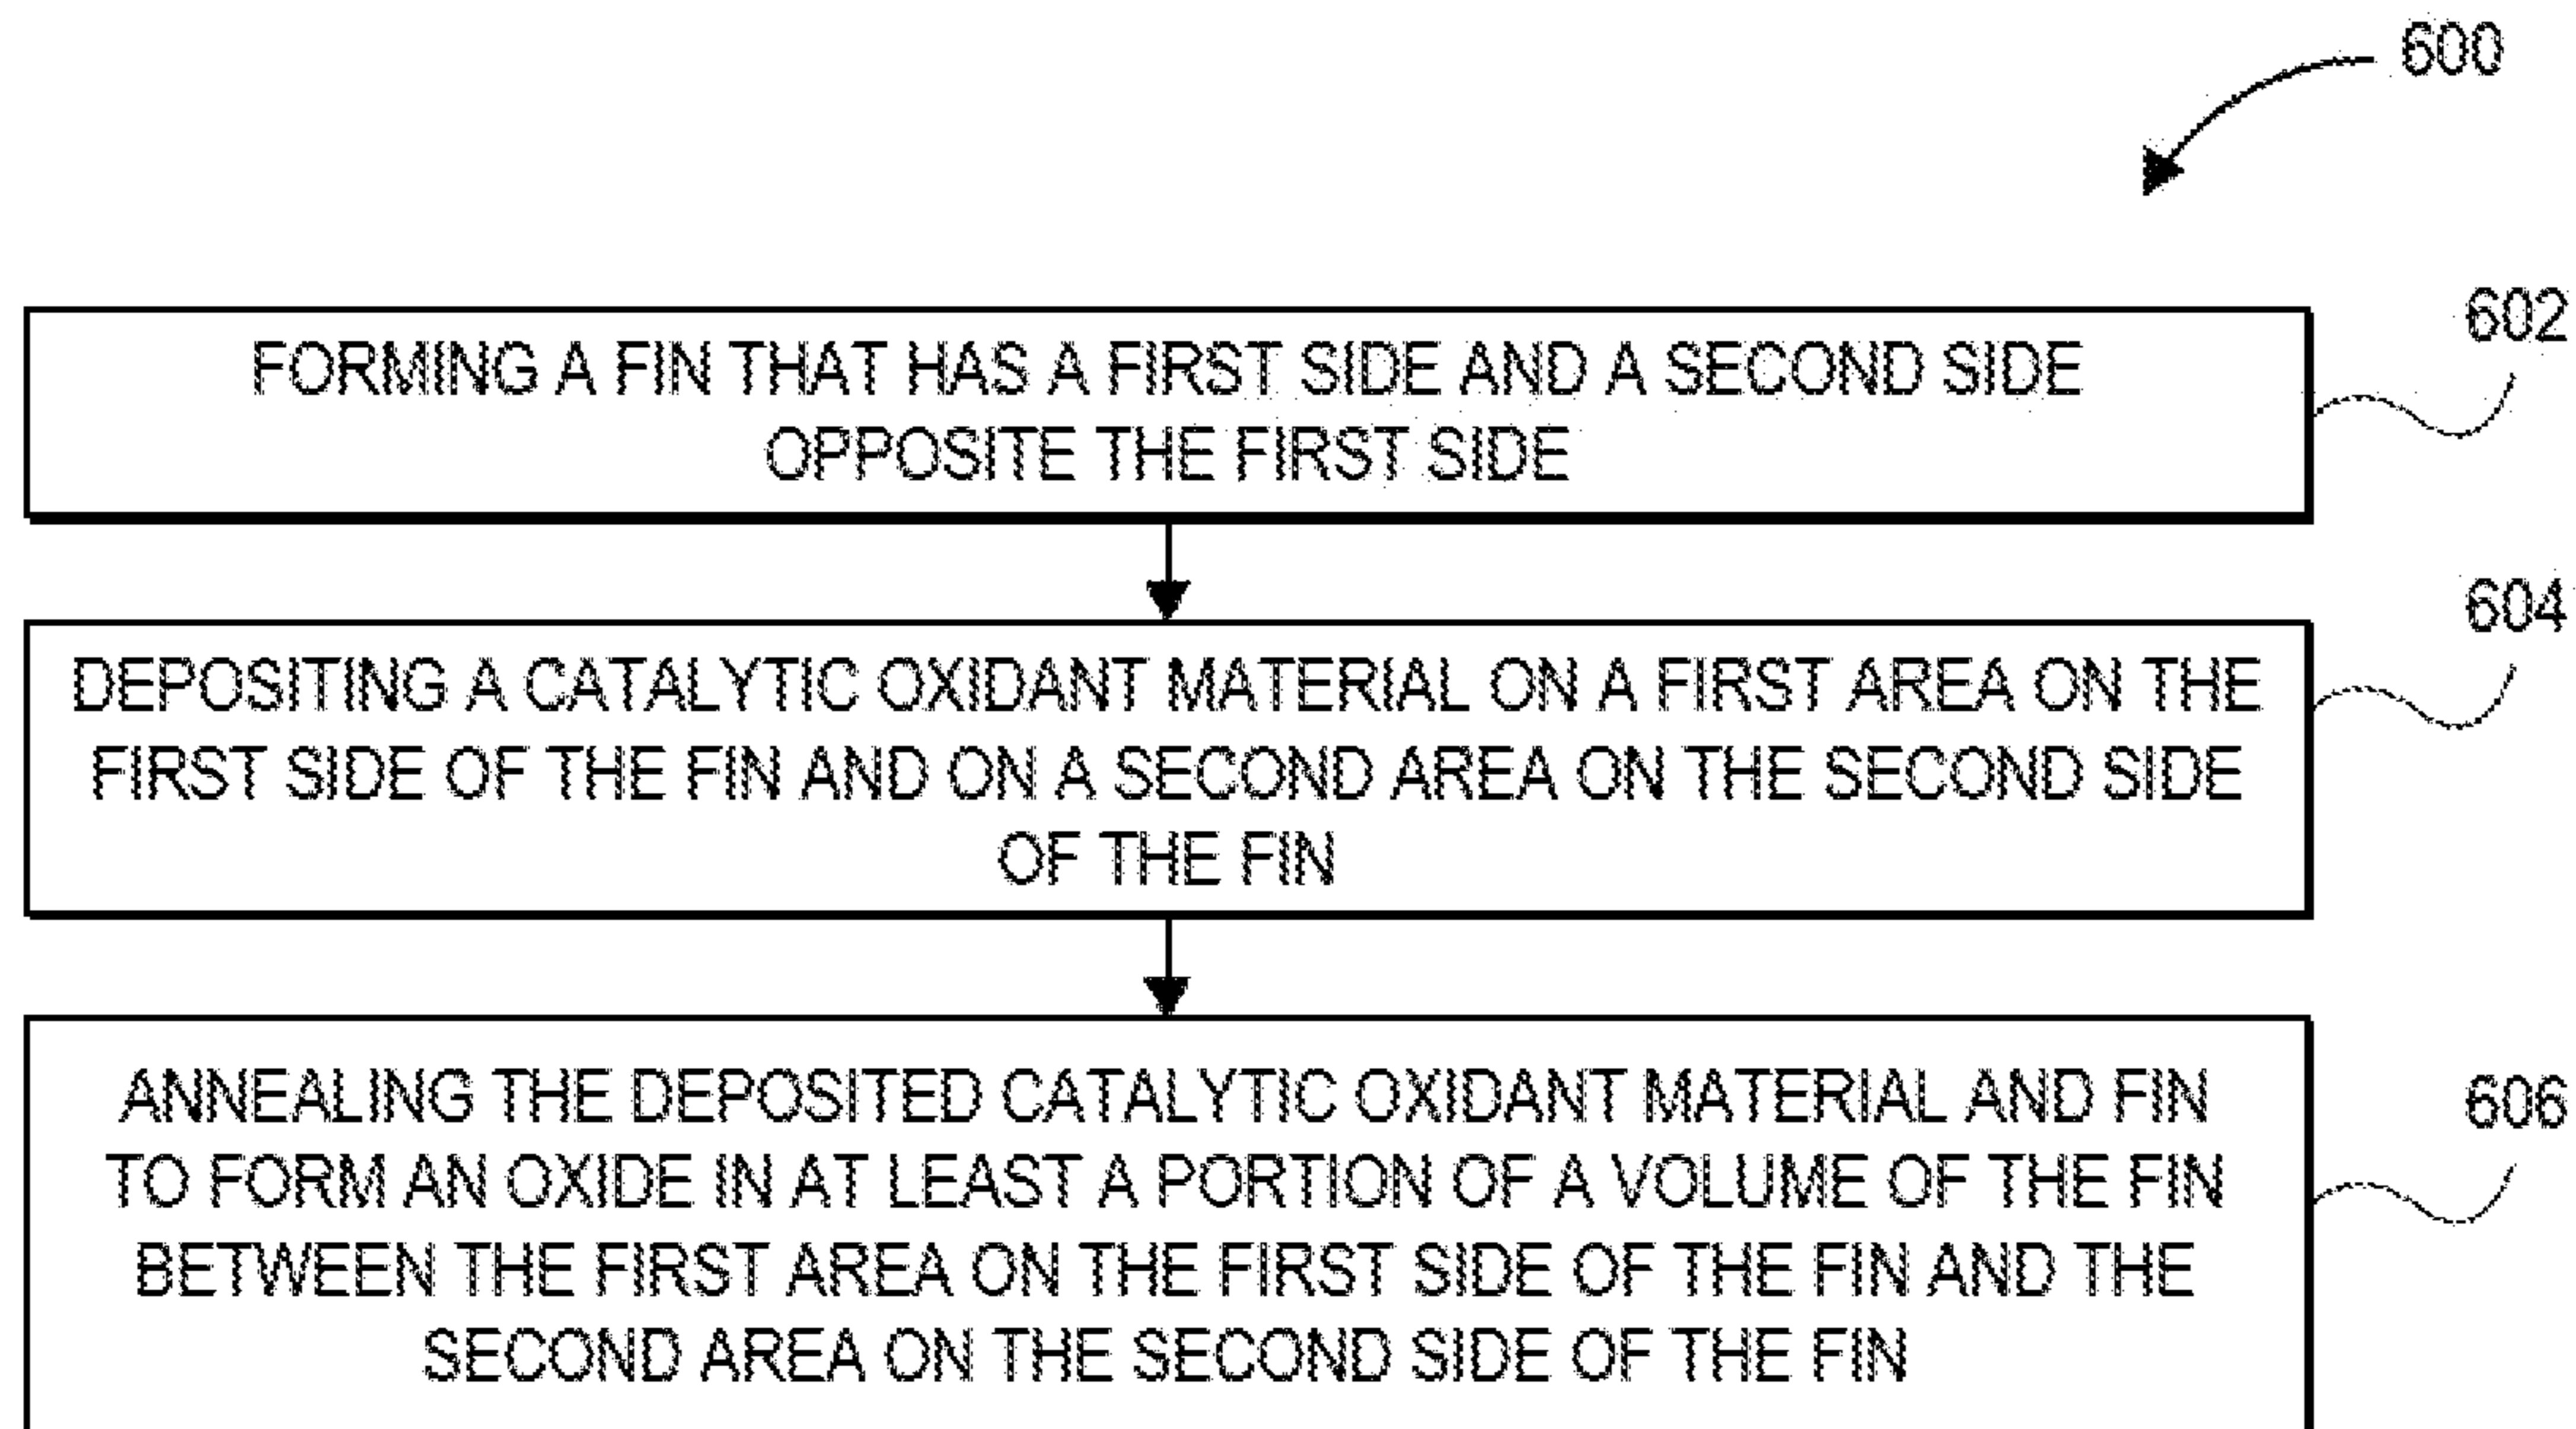 600
602
FORMING A FIN THAT HAS A FIRST SIDE AND A SECOND SIDE
OPPOSITE THE FIRST SIDE
604
DEPOSITING A CATALYTIC OXIDANT MATERIAL ON A FIRST AREA ON THE
FIRST SIDE OF THE FIN AND ON A SECOND AREA ON THE SECOND SIDE
OF THE FIN
606
ANNEALING THE DEPOSITED CATALYTIC OXIDANT MATERIAL AND FIN
TO FORM AN OXIDE IN AT LEAST A PORTION OF A VOLUME OF THE FIN
BETWEEN THE FIRST AREA ON THE FIRST SIDE OF THE FIN AND THE
SECOND AREA ON THE SECOND SIDE OF THE FIN